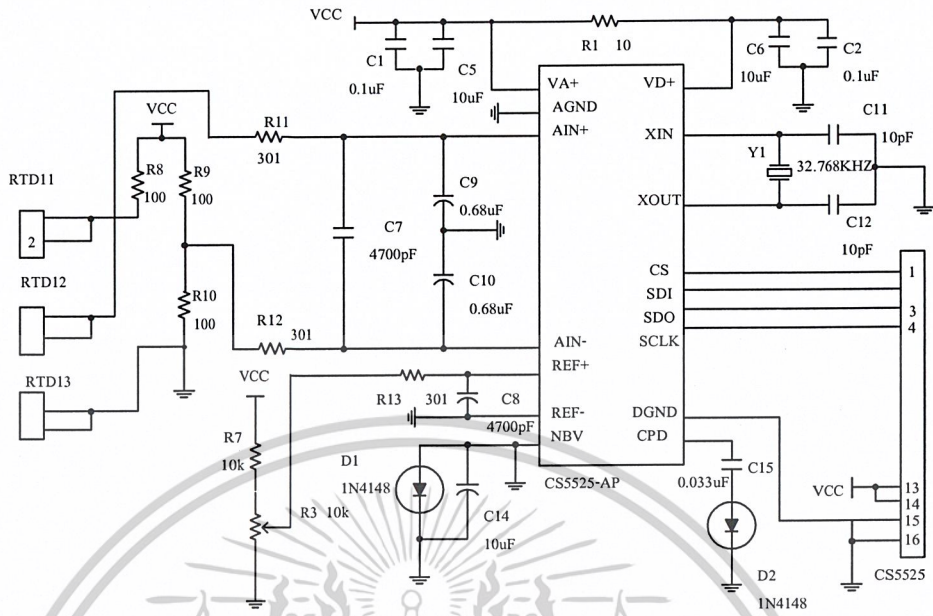 VCC
R1 10
C1
0.1uF
C5
10uF
C6
10uF
C2
0.1uF
VA+
VD+
AGND
AIN+
XIN
XOUT
C11
10pF
Y1
32.768KHZ
C12
10pF
VCC
R11
301
RTD11
2
R8
100
R9
100
C9
0.68uF
C7
4700pF
C10
0.68uF
RTD12
R10
100
R12
301
CS
SDI
SDO
SCLK
1
3
4
AIN-
REF+
RTD13
VCC
R13
301
C8
4700pF
REF-
NBV
DGND
CPD
R7
10k
D1
1N4148
CS5525-AP
C15
0.033uF
VCC
13
14
15
16
R3 10k
C14
10uF
D2
1N4148
CS5525